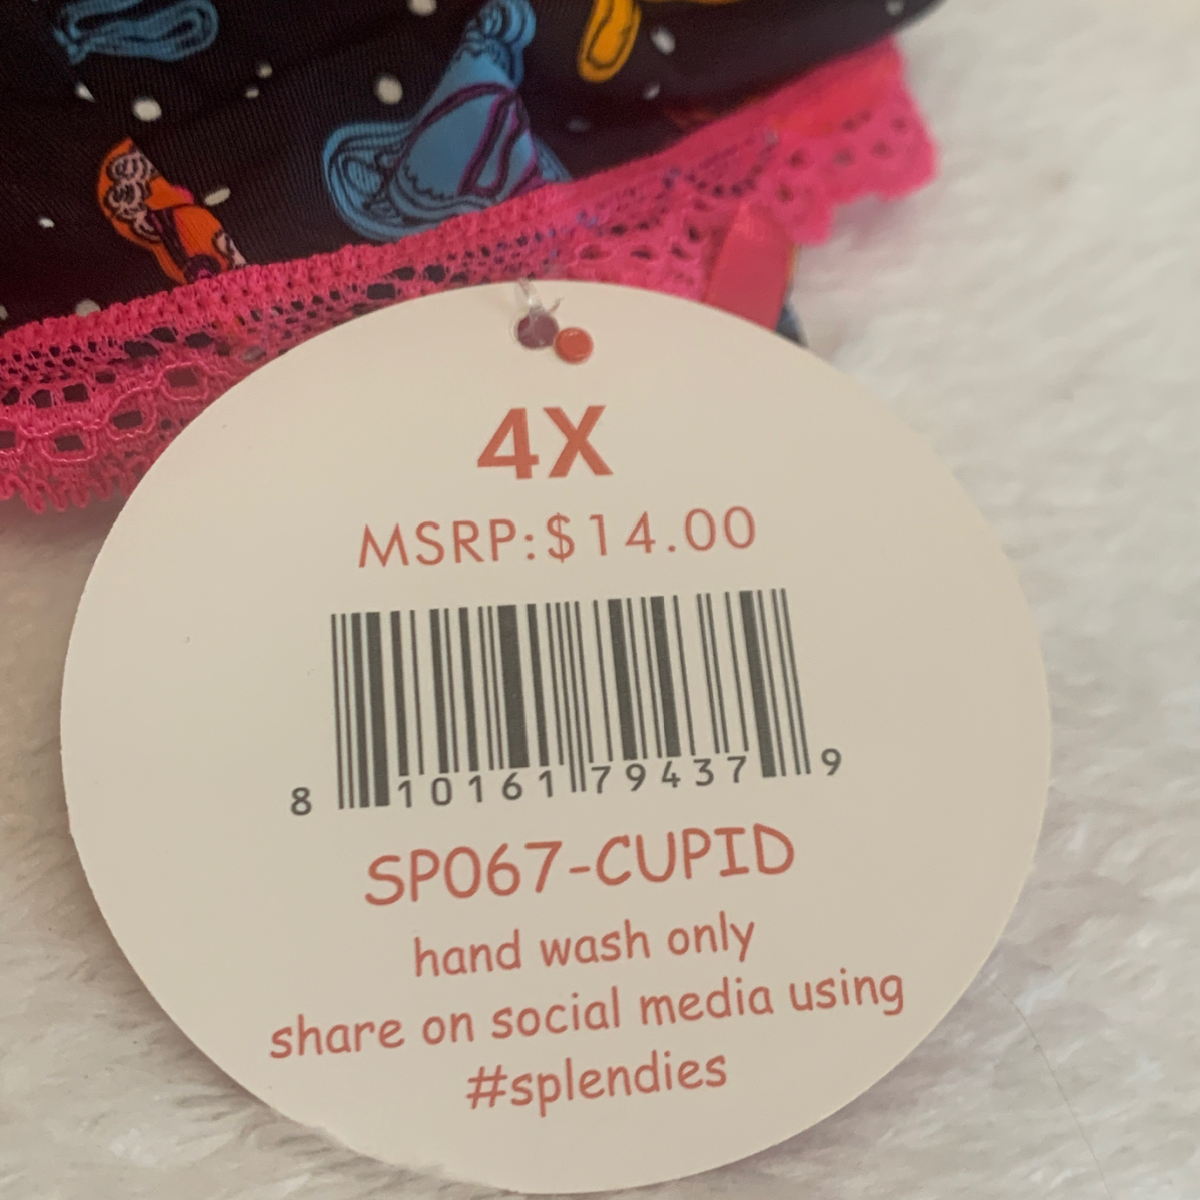 4X
MSRP:$14.00
8 10161 79437 9
SP067-CUPID
hand wash only
share on social media using
#splendies